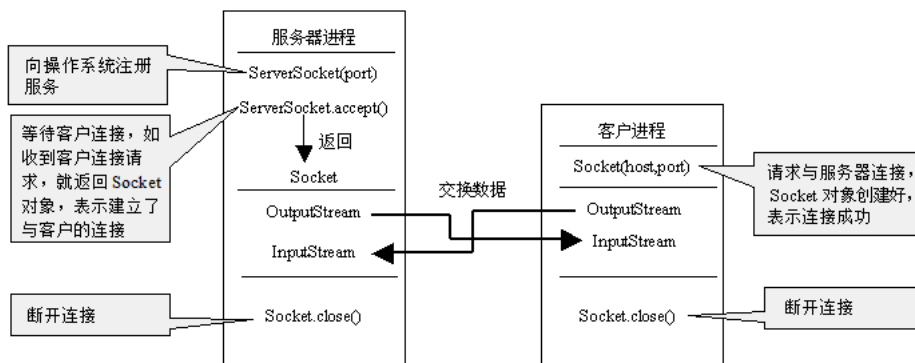 服务器进程
向操作系统注册
服务
ServerSocket(port)
ServerSocket.accept()
等待客户连接，如
收到客户连接请
求，就返回 Socket
对象，表示建立了
与客户的连接
返回
Socket
OutputStream
InputStream
断开连接
Socket.close()
交换数据
客户进程
Socket(host,port)
请求与服务器连接，
Socket 对象创建好，
表示连接成功
OutputStream
InputStream
Socket.close()
断开连接